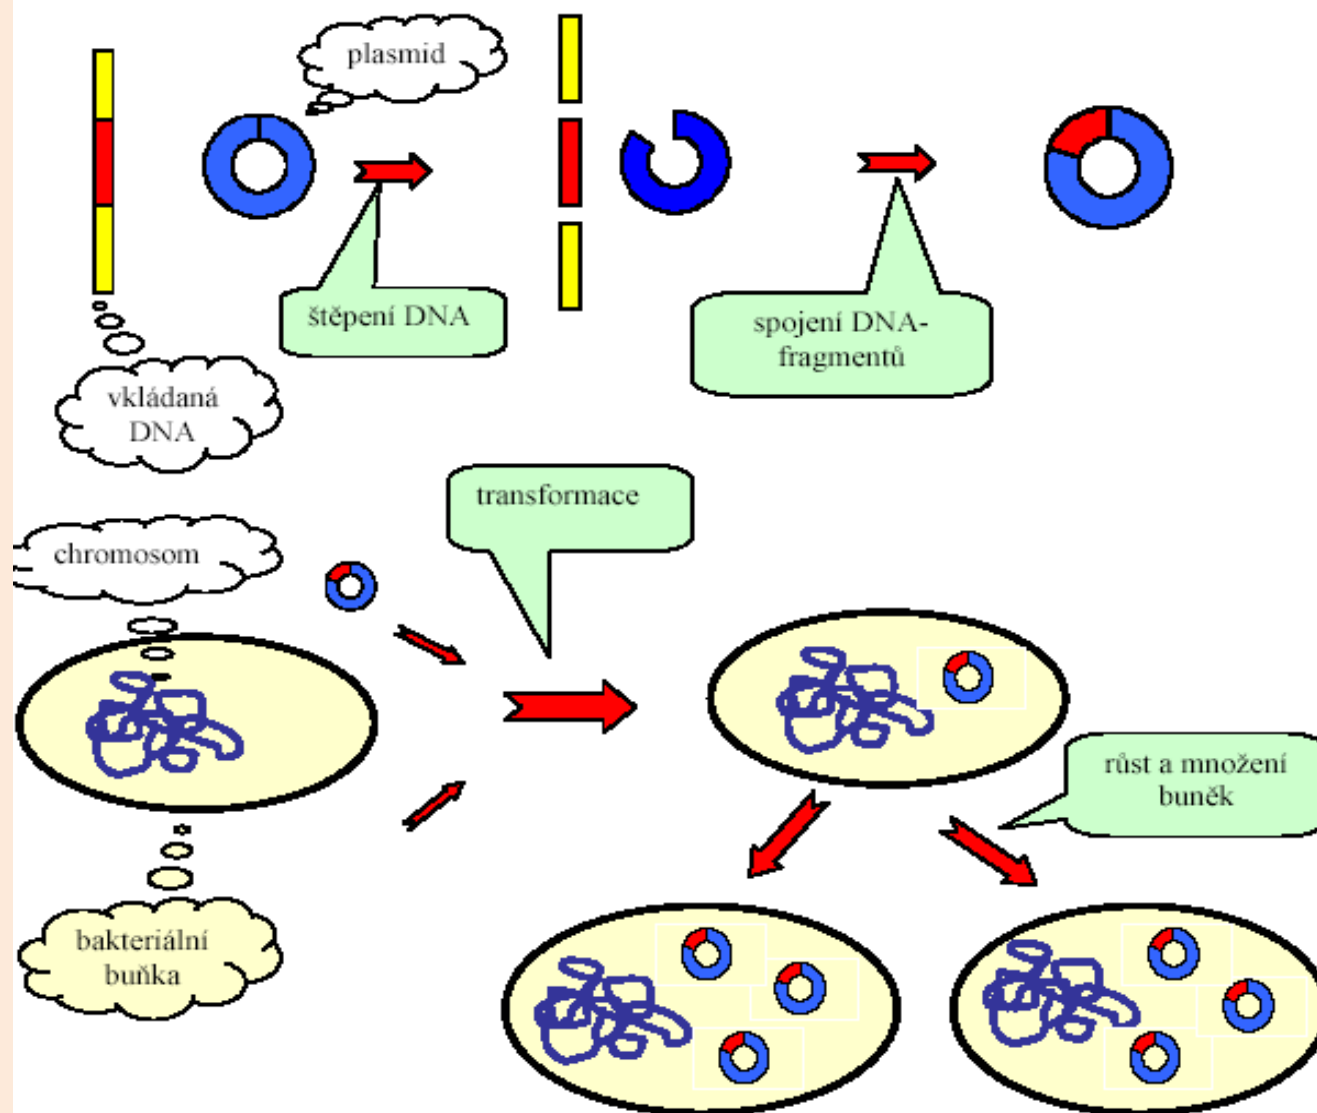 plasmid
štěpení DNA
spojení DNA-
fragmentů
vkládaná
DNA
transformace
chromosom
růst a množení
buněk
bakteriální
buňka